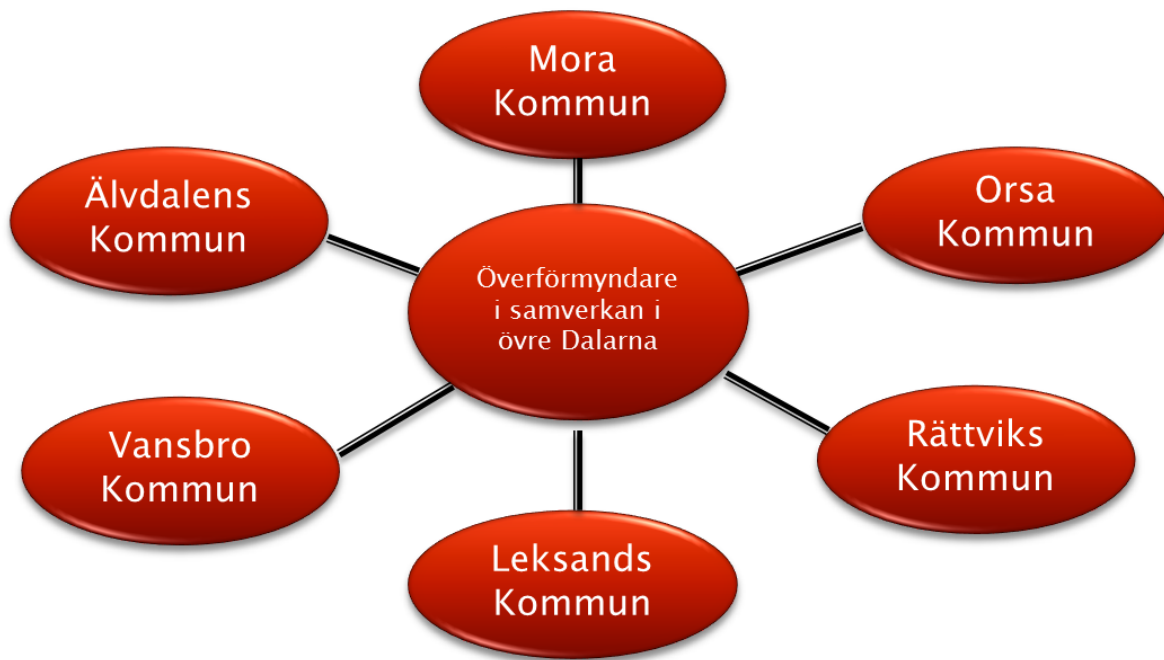 Mora
Kommun
Älvdalens
Kommun
Orsa
Kommun
Överförmyndare
i samverkan i
övre Dalarna
Vansbro
Kommun
Rättviks
Kommun
Leksands
Kommun